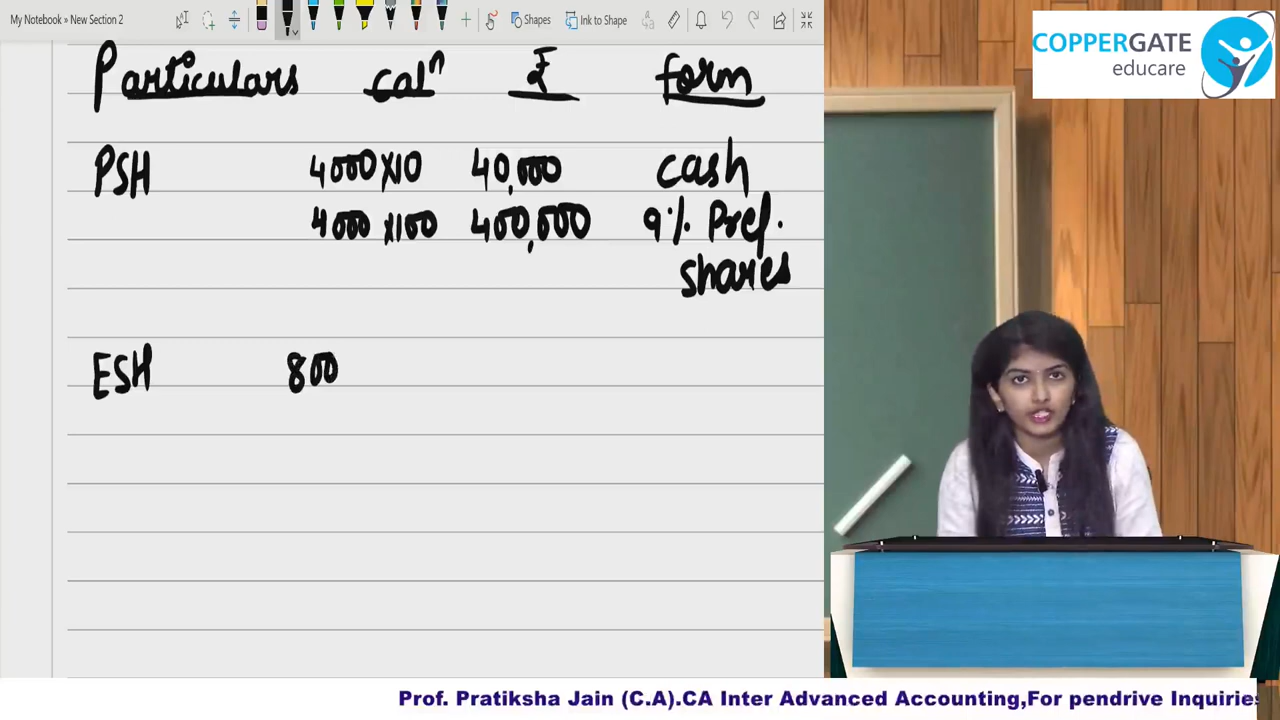 My Notebook » New Section 2
Shapes
Ink to Shape
COPPERGATE
educare
Particulars calⁿ ₹ form
PSH 4000×10 40,000 cash
4000×100 400,000 9% Pref.
shares
ESH 800
Prof. Pratiksha Jain (C.A).CA Inter Advanced Accounting,For pendrive Inquiries